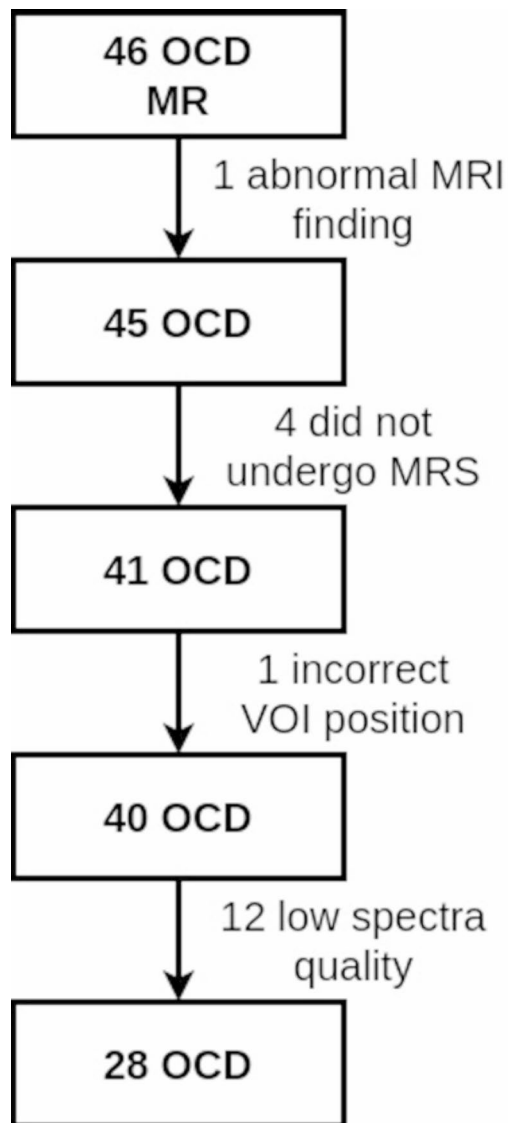 46 OCD
MR
1 abnormal MRI
finding
45 OCD
4 did not
undergo MRS
41 OCD
1 incorrect
VOI position
40 OCD
12 low spectra
quality
28 OCD